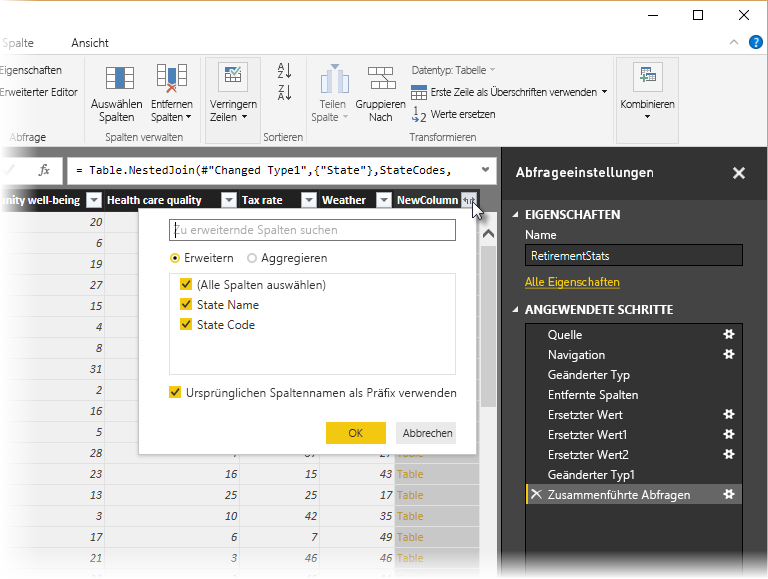 Spalte Ansicht
Eigenschaften
Erweiterter Editor
Abfrage
Auswählen Spalten
Entfernen Spalten
Spalten verwalten
Verringern Zeilen
Sortieren
Teilen Spalte
Gruppieren Nach
Datentyp: Tabelle
Erste Zeile als Überschriften verwenden
Werte ersetzen
Transformieren
Kombinieren
fx = Table.NestedJoin(#"Changed Type1",{"State"},StateCodes,
nity well-being Health care quality Tax rate Weather NewColumn
20
6
19
27
15
4
8
31
2
16
5
Zu erweiternde Spalten suchen
Erweitern Aggregieren
(Alle Spalten auswählen)
State Name
State Code
Ursprünglichen Spaltennamen als Präfix verwenden
OK Abbrechen
28 Table
23 16 15 43 Table
13 25 25 17 Table
3 10 42 35 Table
17 6 7 49 Table
21 3 46 46 Table
Abfrageeinstellungen
EIGENSCHAFTEN
Name
RetirementStats
Alle Eigenschaften
ANGEWENDETE SCHRITTE
Quelle
Navigation
Geänderter Typ
Entfernte Spalten
Ersetzter Wert
Ersetzter Wert1
Ersetzter Wert2
Geänderter Typ1
Zusammenführte Abfragen